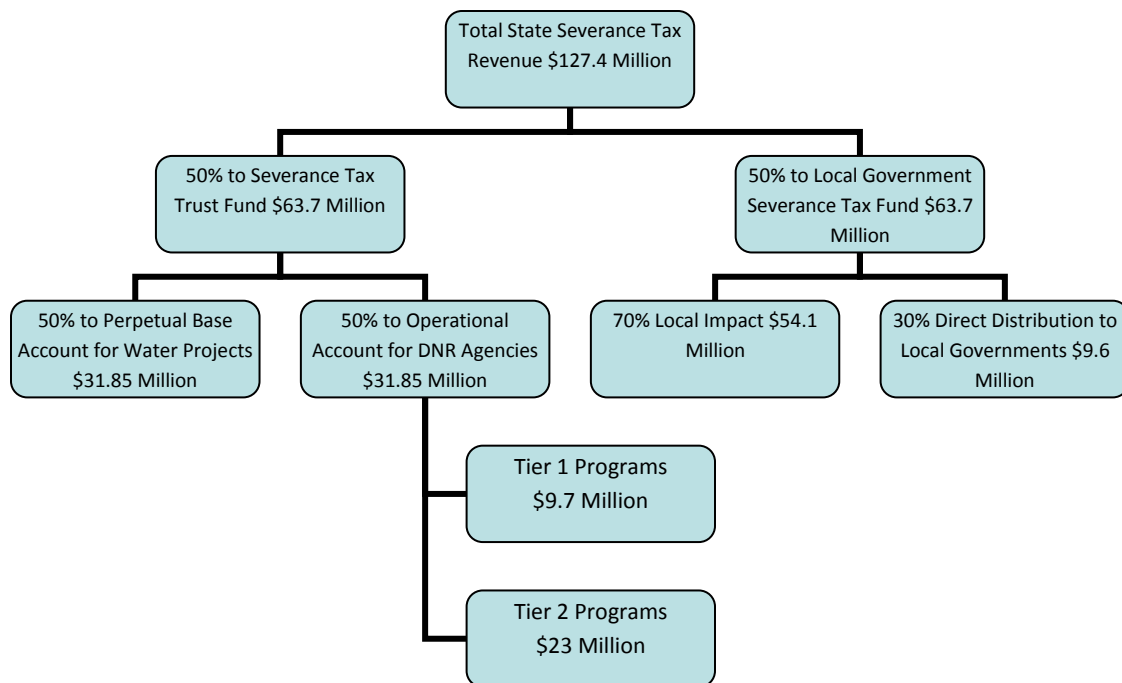 Total State Severance Tax
Revenue $127.4 Million
50% to Severance Tax
Trust Fund $63.7 Million
50% to Local Government
Severance Tax Fund $63.7
Million
50% to Perpetual Base
Account for Water Projects
$31.85 Million
50% to Operational
Account for DNR Agencies
$31.85 Million
70% Local Impact $54.1
Million
30% Direct Distribution to
Local Governments $9.6
Million
Tier 1 Programs
$9.7 Million
Tier 2 Programs
$23 Million